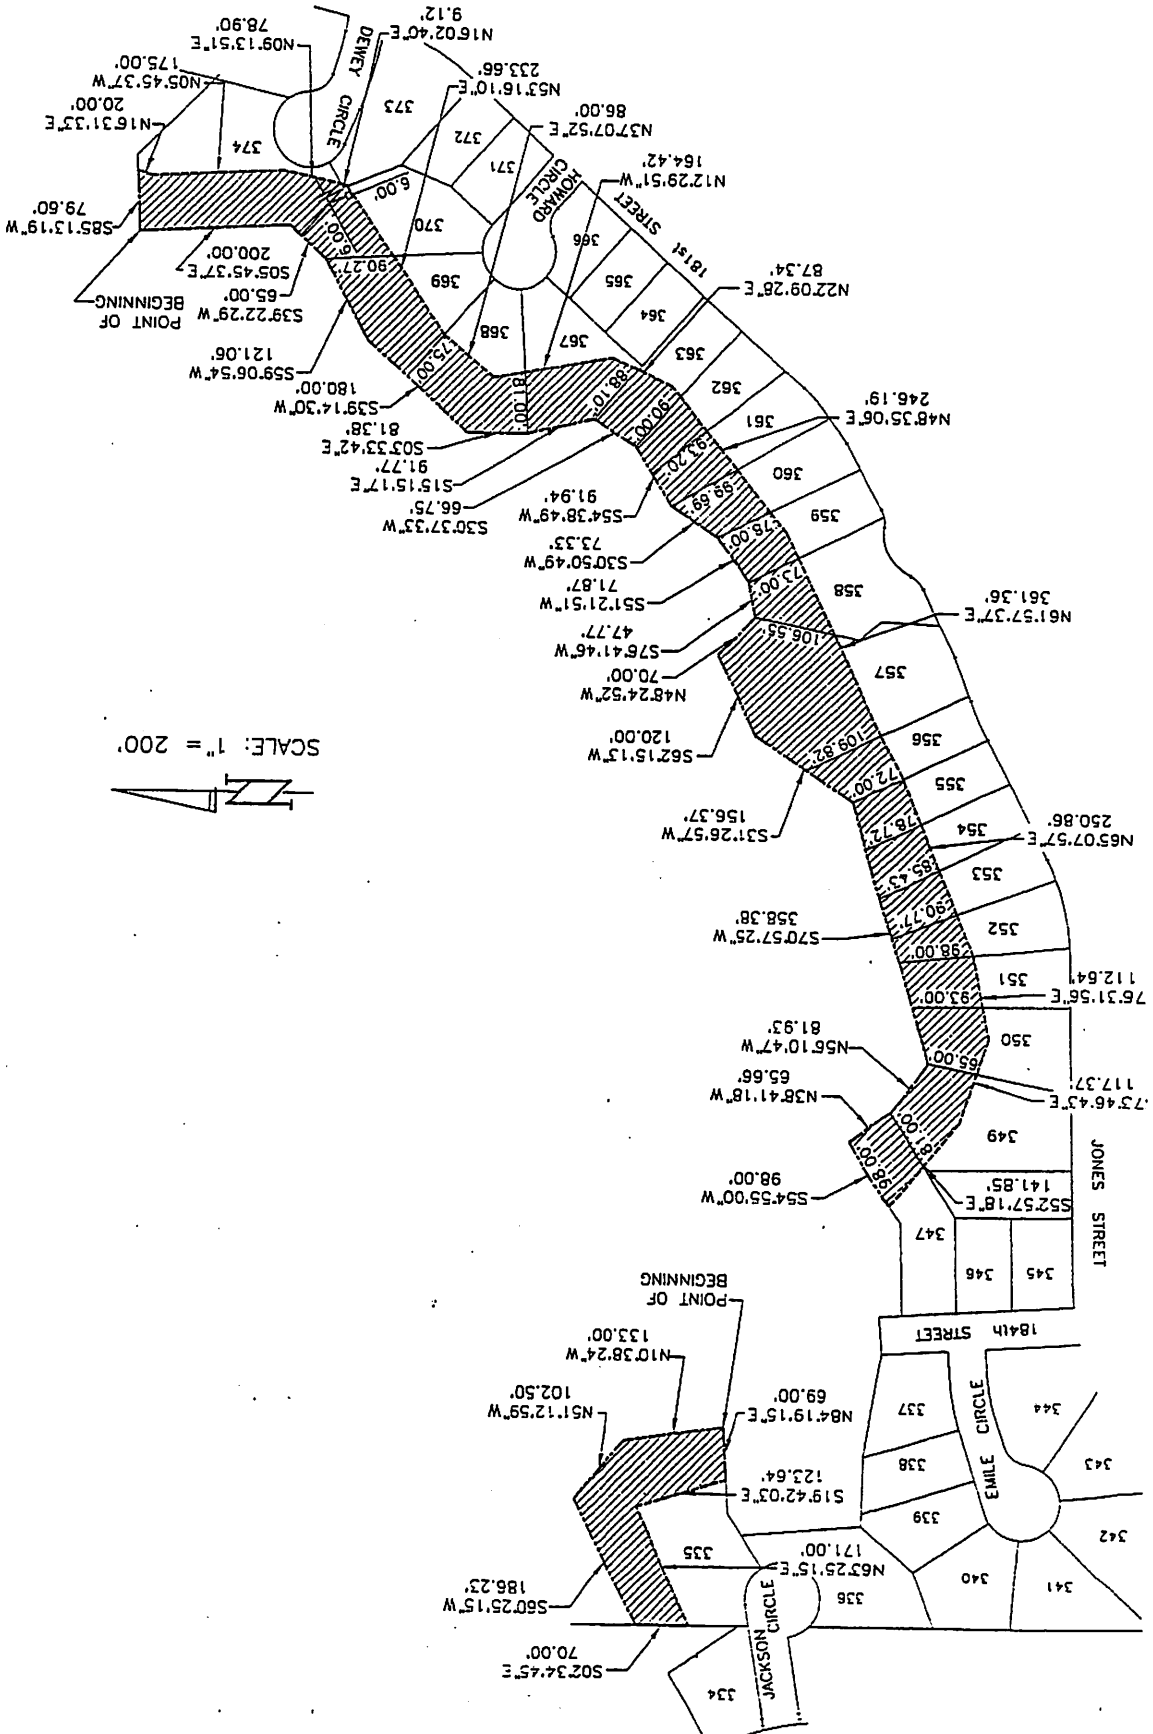 334
JACKSON
CIRCLE
S02°34'45"E
70.00'
336
335
N63°25'15"E
171.00'
S60°25'15"W
186.23'
341
340
342
339
343
338
344
337
EMILE CIRCLE
S19°42'03"E
123.64'
N84°19'15"E
69.00'
N51°12'59"W
102.50'
N10°38'24"W
133.00'
POINT OF
BEGINNING
184th STREET
345
346
347
JONES STREET
S52°57'18"E
141.85'
S54°55'00"W
98.00'
98.00'
81.00'
349
73°46'43"E
117.37'
N38°41'18"W
65.66'
65.00'
N56°10'47"W
81.93'
350
76°31'56"E
112.64'
93.00'
351
98.00'
352
S70°57'25"W
358.38'
90.77'
353
85.43'
354
N65°07'57"E
250.86'
78.72'
355
72.00'
S31°26'57"W
156.37'
356
109.82'
S62°15'13"W
120.00'
SCALE: 1" = 200'
357
N48°24'52"W
70.00'
N61°57'37"E
361.36'
106.55'
S76°41'46"W
47.77'
358
73.00'
S51°21'51"W
71.87'
359
78.00'
S30°50'49"W
73.33'
360
99.69'
S54°38'49"W
91.94'
361
93.20'
N48°35'06"E
246.19'
S30°37'33"W
66.75'
362
90.00'
S15°15'17"E
91.77'
363
88.10'
S03°33'42"E
81.38'
81.00'
364
N22°09'28"E
87.34'
S39°14'30"W
180.00'
75.00'
365
367
368
S59°06'54"W
121.06'
181st STREET
366
369
90.27'
S39°22'29"W
65.00'
POINT OF
BEGINNING
S05°45'37"E
200.00'
HOWARD
CIRCLE
370
6.00'
6.00'
S85°13'19"W
79.60'
N12°29'51"W
164.42'
371
372
373
374
DEWEY CIRCLE
N37°07'52"E
86.00'
N16°31'33"E
20.00'
N53°16'10"E
233.66'
N05°45'37"W
175.00'
N16°02'40"E
9.12'
N09°13'51"E
78.90'